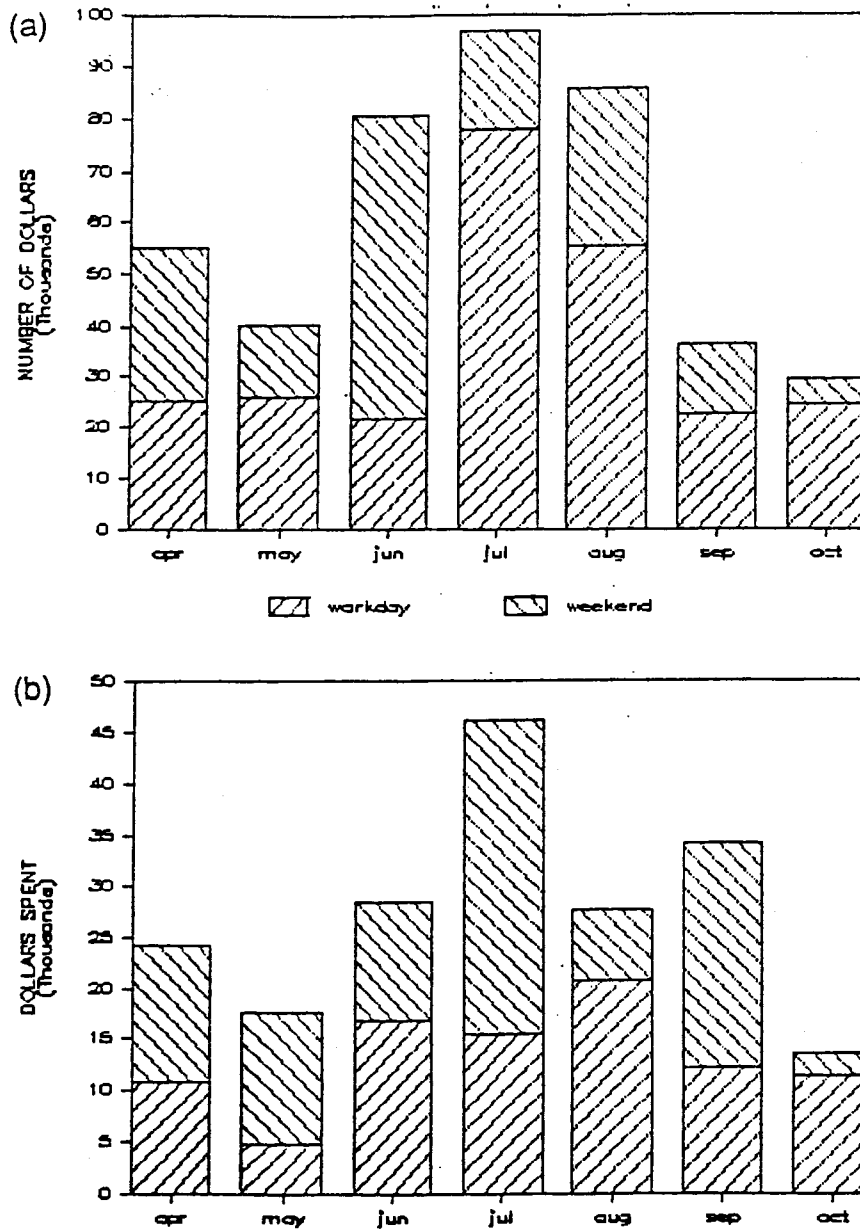 (a)
NUMBER OF DOLLARS
(Thousands)
100
90
80
70
60
50
40
30
20
10
0
apr may jun jul aug sep oct
workday weekend
(b)
DOLLARS SPENT
(Thousands)
50
45
40
35
30
25
20
15
10
5
0
apr may jun jul aug sep oct